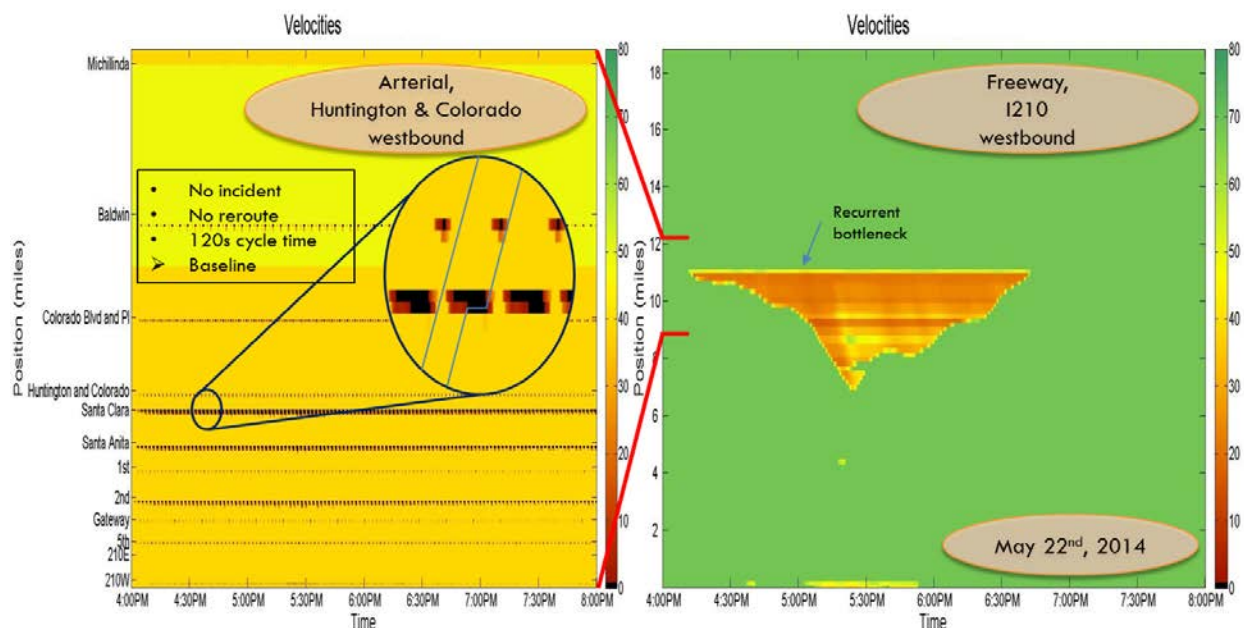 Velocities
Michillinda
Baldwin
Colorado Blvd and Pl
Huntington and Colorado
Santa Clara
Santa Anita
1st
2nd
Gateway
5th
210E
210W
Position (miles)
Arterial,
Huntington & Colorado
westbound
• No incident
• No reroute
• 120s cycle time
➢ Baseline
4:00PM 4:30PM 5:00PM 5:30PM 6:00PM 6:30PM 7:00PM 7:30PM 8:00PM
Time
80
70
60
50
40
30
20
10
0
Velocities
Freeway,
I210
westbound
Recurrent
bottleneck
May 22nd, 2014
Position (miles)
18
16
14
12
10
8
6
4
2
4:00PM 5:00PM 5:30PM 6:00PM 6:30PM 7:00PM 7:30PM 8:00PM
Time
80
70
60
50
40
30
20
10
0